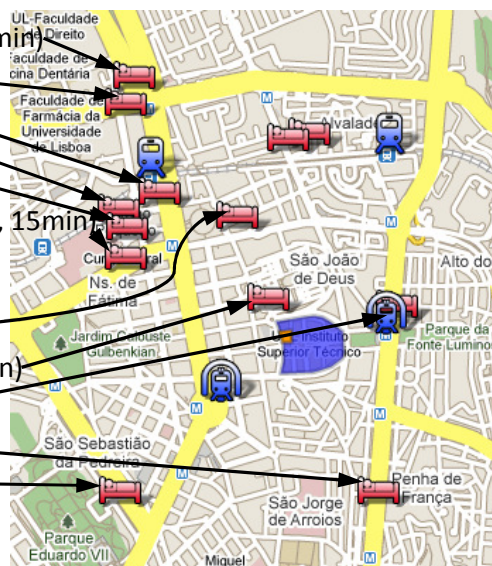 UL-Faculdade
de Direito
min)
Faculdade de
cina Dentária
Faculdade de
Farmácia da
Universidade
de Lisboa
M
Alvalade
, 15min)
M
M
Cu
ral
São João
de Deus
Alto do
Ns. de
Fátima
Jardim Calouste
Gulbenkian
Instituto
Superior Técnico
Parque da
Fonte Luminos
n)
M
M
M
São Sebastião
da Pedreira
M
Penha de
França
São Jorge
de Arroios
Parque
Eduardo VII
Miguel
M